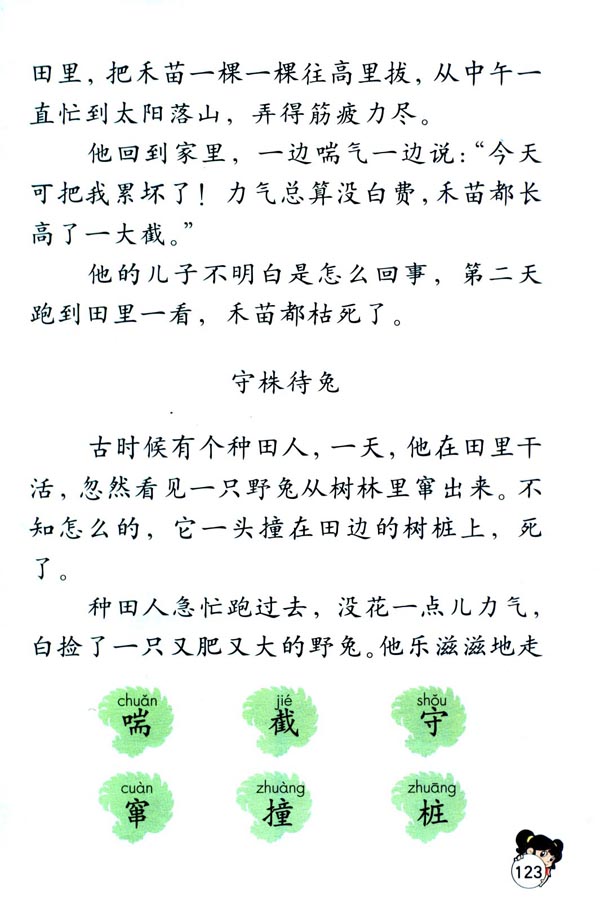 田里，把禾苗一棵一棵往高里拔，从中午一
直忙到太阳落山，弄得筋疲力尽。
他回到家里，一边喘气一边说：“今天
可把我累坏了！力气总算没白费，禾苗都长
高了一大截。”
他的儿子不明白是怎么回事，第二天
跑到田里一看，禾苗都枯死了。
守株待兔
古时候有个种田人，一天，他在田里干
活，忽然看见一只野兔从树林里窜出来。不
知怎么的，它一头撞在田边的树桩上，死
了。
种田人急忙跑过去，没花一点儿力气，
白捡了一只又肥又大的野兔。他乐滋滋地走
chuǎn jié shǒu
喘 截 守
cuàn zhuàng zhuāng
窜 撞 桩
123